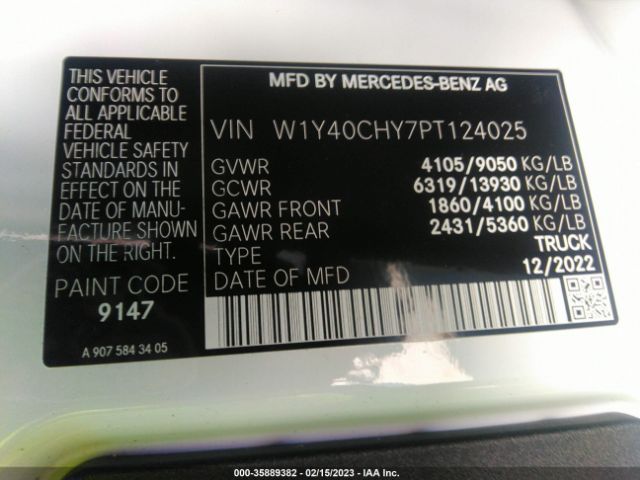 THIS VEHICLE
CONFORMS TO
ALL APPLICABLE
FEDERAL MOTOR
VEHICLE SAFETY
STANDARDS IN
EFFECT ON THE
DATE OF MANU-
FACTURE SHOWN
ON THE RIGHT.
PAINT CODE
9147
A 907 584 34 05
MFD BY MERCEDES-BENZ AG
VIN W1Y40CHY7PT124025
GVWR 4105/9050 KG/LB
GCWR 6319/13930 KG/LB
GAWR FRONT 1860/4100 KG/LB
GAWR REAR 2431/5360 KG/LB
TYPE TRUCK
DATE OF MFD 12/2022
000-35889382 - 02/15/2023 - IAA Inc.